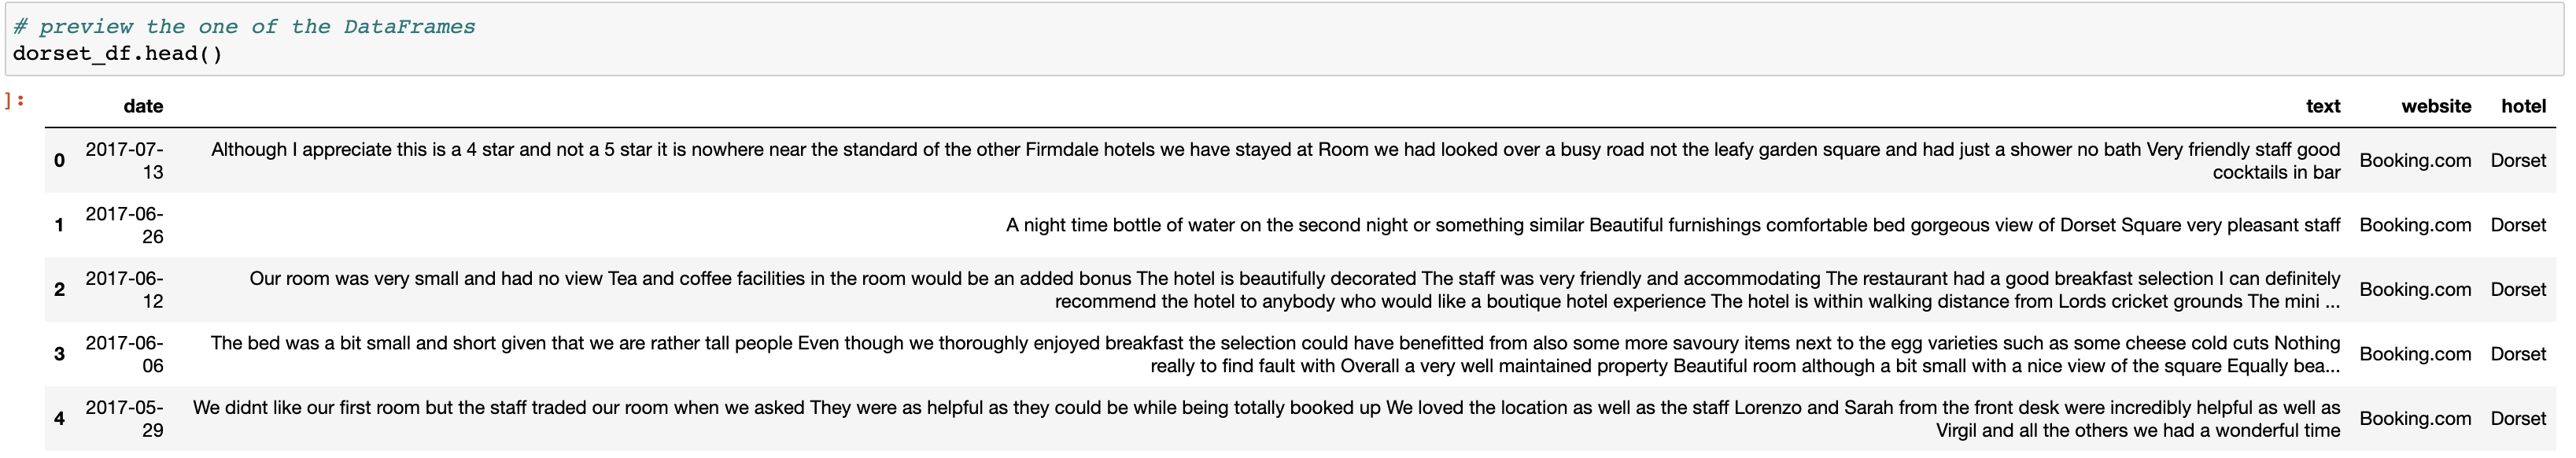 # preview the one of the DataFrames
dorset_df.head()
]:
date text website hotel
0 2017-07-13 Although I appreciate this is a 4 star and not a 5 star it is nowhere near the standard of the other Firmdale hotels we have stayed at Room we had looked over a busy road not the leafy garden square and had just a shower no bath Very friendly staff good
cocktails in bar Booking.com Dorset
1 2017-06-26 A night time bottle of water on the second night or something similar Beautiful furnishings comfortable bed gorgeous view of Dorset Square very pleasant staff Booking.com Dorset
2 2017-06-12 Our room was very small and had no view Tea and coffee facilities in the room would be an added bonus The hotel is beautifully decorated The staff was very friendly and accommodating The restaurant had a good breakfast selection I can definitely
recommend the hotel to anybody who would like a boutique hotel experience The hotel is within walking distance from Lords cricket grounds The mini ... Booking.com Dorset
3 2017-06-06 The bed was a bit small and short given that we are rather tall people Even though we thoroughly enjoyed breakfast the selection could have benefitted from also some more savoury items next to the egg varieties such as some cheese cold cuts Nothing
really to find fault with Overall a very well maintained property Beautiful room although a bit small with a nice view of the square Equally bea... Booking.com Dorset
4 2017-05-29 We didnt like our first room but the staff traded our room when we asked They were as helpful as they could be while being totally booked up We loved the location as well as the staff Lorenzo and Sarah from the front desk were incredibly helpful as well as
Virgil and all the others we had a wonderful time Booking.com Dorset